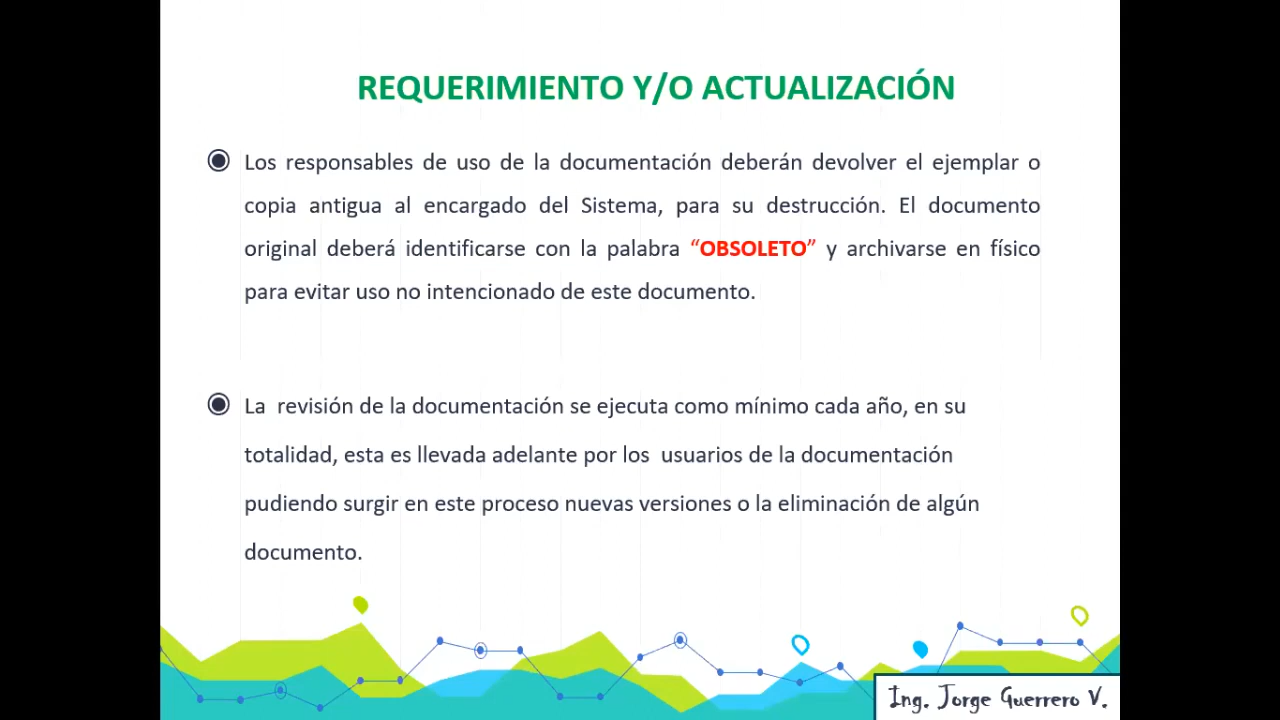 REQUERIMIENTO Y/O ACTUALIZACIÓN
Los responsables de uso de la documentación deberán devolver el ejemplar o
copia antigua al encargado del Sistema, para su destrucción. El documento
original deberá identificarse con la palabra “OBSOLETO” y archivarse en físico
para evitar uso no intencionado de este documento.
La revisión de la documentación se ejecuta como mínimo cada año, en su
totalidad, esta es llevada adelante por los usuarios de la documentación
pudiendo surgir en este proceso nuevas versiones o la eliminación de algún
documento.
Ing. Jorge Guerrero V.